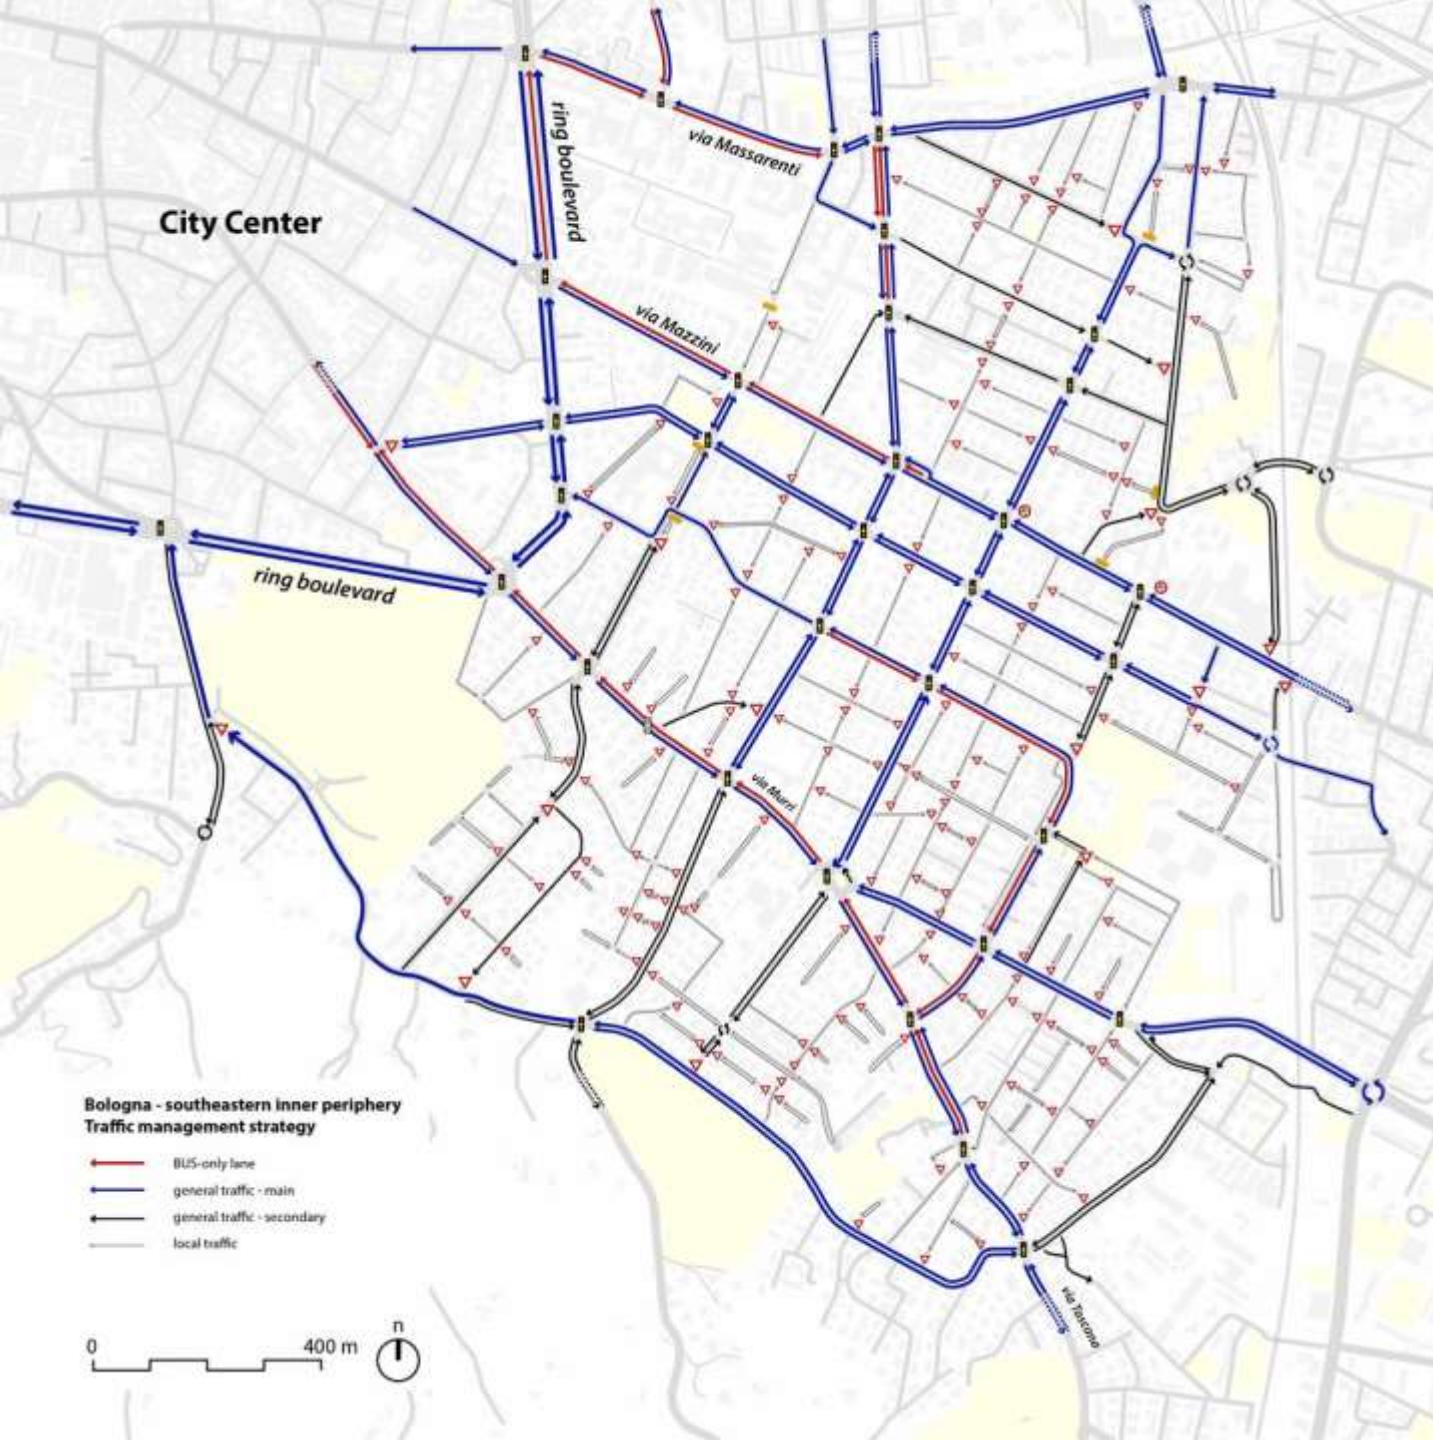 via Massarenti
ring boulevard
City Center
via Mazzini
ring boulevard
via Murri
Bologna - southeastern inner periphery
Traffic management strategy
BUS-only lane
general traffic - main
general traffic - secondary
local traffic
via Toscana
n
0 400 m